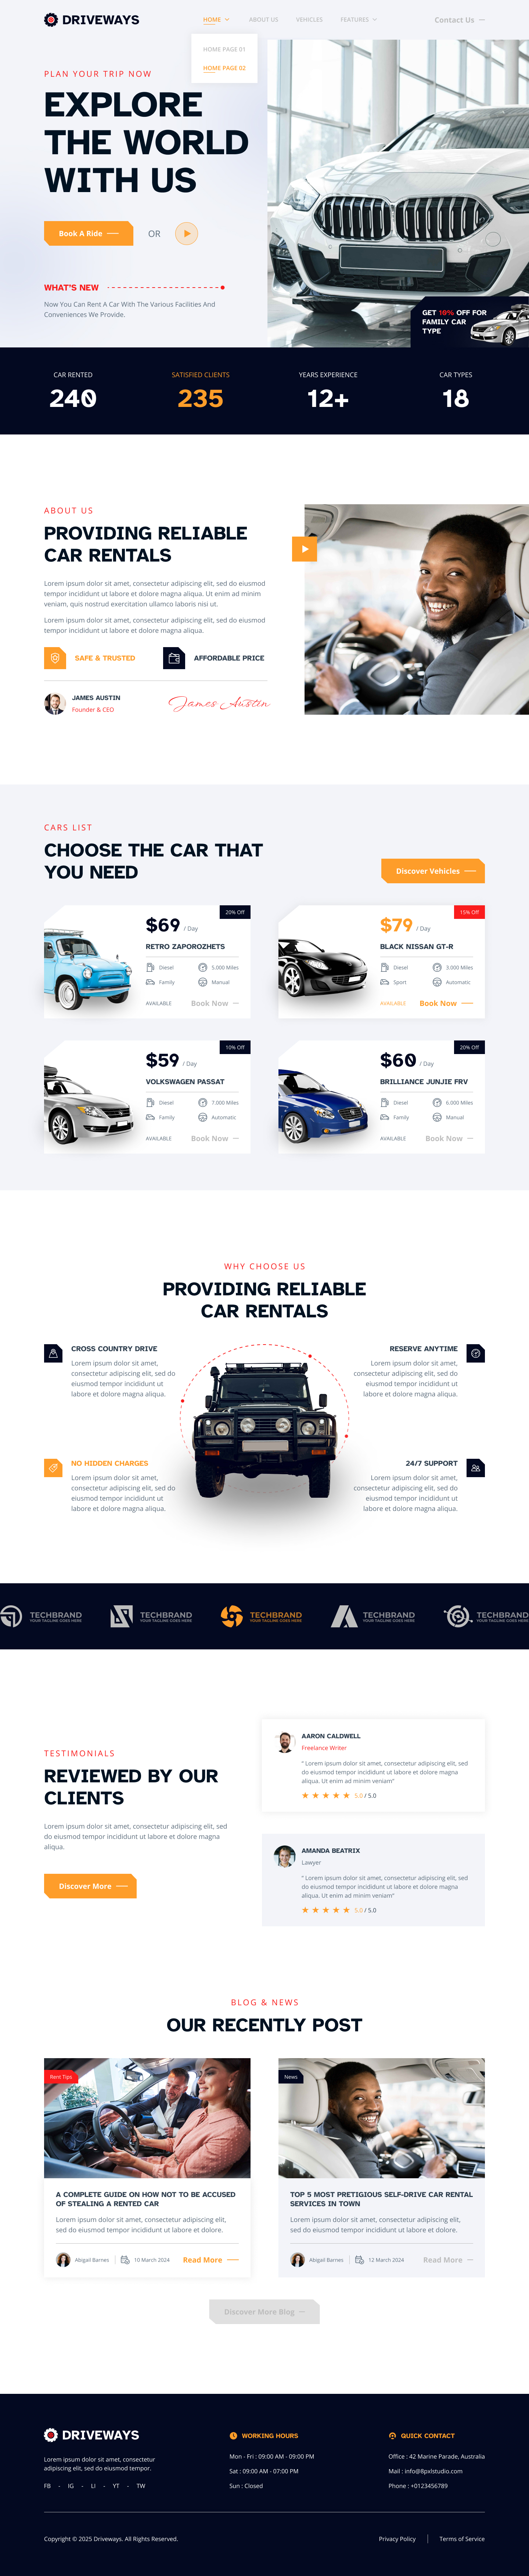 DRIVEWAYS
HOME
ABOUT US
VEHICLES
FEATURES
Contact Us
HOME PAGE 01
HOME PAGE 02
PLAN YOUR TRIP NOW
EXPLORE
THE WORLD
WITH US
Book A Ride
OR
WHAT'S NEW
Now You Can Rent A Car With The Various Facilities And
Conveniences We Provide.
GET 10% OFF FOR
FAMILY CAR
TYPE
CAR RENTED
240
SATISFIED CLIENTS
235
YEARS EXPERIENCE
12+
CAR TYPES
18
ABOUT US
PROVIDING RELIABLE
CAR RENTALS
Lorem ipsum dolor sit amet, consectetur adipiscing elit, sed do eiusmod
tempor incididunt ut labore et dolore magna aliqua. Ut enim ad minim
veniam, quis nostrud exercitation ullamco laboris nisi ut.
Lorem ipsum dolor sit amet, consectetur adipiscing elit, sed do eiusmod
tempor incididunt ut labore et dolore magna aliqua.
SAFE & TRUSTED
AFFORDABLE PRICE
JAMES AUSTIN
Founder & CEO
James Austin
CARS LIST
CHOOSE THE CAR THAT
YOU NEED
Discover Vehicles
20% Off
$69 / Day
RETRO ZAPOROZHETS
Diesel
5,000 Miles
Family
Manual
AVAILABLE
Book Now
15% Off
$79 / Day
BLACK NISSAN GT-R
Diesel
3.000 Miles
Sport
Automatic
AVAILABLE
Book Now
10% Off
$59 / Day
VOLKSWAGEN PASSAT
Diesel
7.000 Miles
Family
Automatic
AVAILABLE
Book Now
20% Off
$60 / Day
BRILLIANCE JUNJIE FRV
Diesel
6,000 Miles
Family
Manual
AVAILABLE
Book Now
WHY CHOOSE US
PROVIDING RELIABLE
CAR RENTALS
CROSS COUNTRY DRIVE
Lorem ipsum dolor sit amet,
consectetur adipiscing elit, sed do
eiusmod tempor incididunt ut
labore et dolore magna aliqua.
RESERVE ANYTIME
Lorem ipsum dolor sit amet,
consectetur adipiscing elit, sed do
eiusmod tempor incididunt ut
labore et dolore magna aliqua.
NO HIDDEN CHARGES
Lorem ipsum dolor sit amet,
consectetur adipiscing elit, sed do
eiusmod tempor incididunt ut
labore et dolore magna aliqua.
24/7 SUPPORT
Lorem ipsum dolor sit amet,
consectetur adipiscing elit, sed do
eiusmod tempor incididunt ut
labore et dolore magna aliqua.
TECHBRAND
YOUR TAGLINE GOES HERE
TECHBRAND
YOUR TAGLINE GOES HERE
TECHBRAND
YOUR TAGLINE GOES HERE
TECHBRAND
YOUR TAGLINE GOES HERE
TECHBRAND
YOUR TAGLINE GOES HERE
TESTIMONIALS
REVIEWED BY OUR
CLIENTS
Lorem ipsum dolor sit amet, consectetur adipiscing elit, sed
do eiusmod tempor incididunt ut labore et dolore magna
aliqua.
Discover More
AARON CALDWELL
Freelance Writer
" Lorem ipsum dolor sit amet, consectetur adipiscing elit, sed
do eiusmod tempor incididunt ut labore et dolore magna
aliqua. Ut enim ad minim veniam"
5.0 / 5.0
AMANDA BEATRIX
Lawyer
" Lorem ipsum dolor sit amet, consectetur adipiscing elit, sed
do eiusmod tempor incididunt ut labore et dolore magna
aliqua. Ut enim ad minim veniam"
5.0 / 5.0
BLOG & NEWS
OUR RECENTLY POST
Rent Tips
A COMPLETE GUIDE ON HOW NOT TO BE ACCUSED
OF STEALING A RENTED CAR
Lorem ipsum dolor sit amet, consectetur adipiscing elit,
sed do eiusmod tempor incididunt ut labore et dolore.
Abigail Barnes
10 March 2024
Read More
News
TOP 5 MOST PRETIGIOUS SELF-DRIVE CAR RENTAL
SERVICES IN TOWN
Lorem ipsum dolor sit amet, consectetur adipiscing elit,
sed do eiusmod tempor incididunt ut labore et dolore.
Abigail Barnes
12 March 2024
Read More
Discover More Blog
DRIVEWAYS
Lorem ipsum dolor sit amet, consectetur
adipiscing elit, sed do eiusmod tempor.
FB - IG - LI - YT - TW
WORKING HOURS
Mon - Fri : 09:00 AM - 09:00 PM
Sat : 09:00 AM - 07:00 PM
Sun : Closed
QUICK CONTACT
Office : 42 Marine Parade, Australia
Mail : info@8pxlstudio.com
Phone : +0123456789
Copyright © 2025 Driveways. All Rights Reserved.
Privacy Policy
Terms of Service